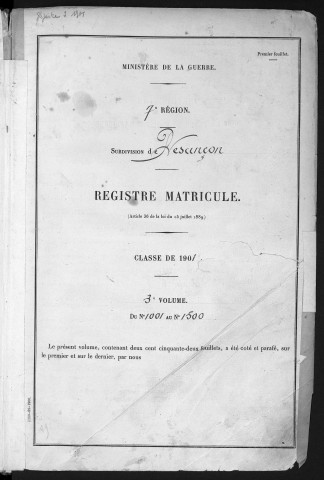 Premier feuillet.
MINISTÈRE DE LA GUERRE.
7e RÉGION.
SUBDIVISION de Besançon
REGISTRE MATRICULE.
(Article 36 de la loi du 15 juillet 1889.)
CLASSE DE 1901
3e VOLUME.
DU No 1001 AU No 1500
Le présent volume, contenant deux cent cinquante-deux feuillets, a été coté et parafé, sur
le premier et sur le dernier, par nous